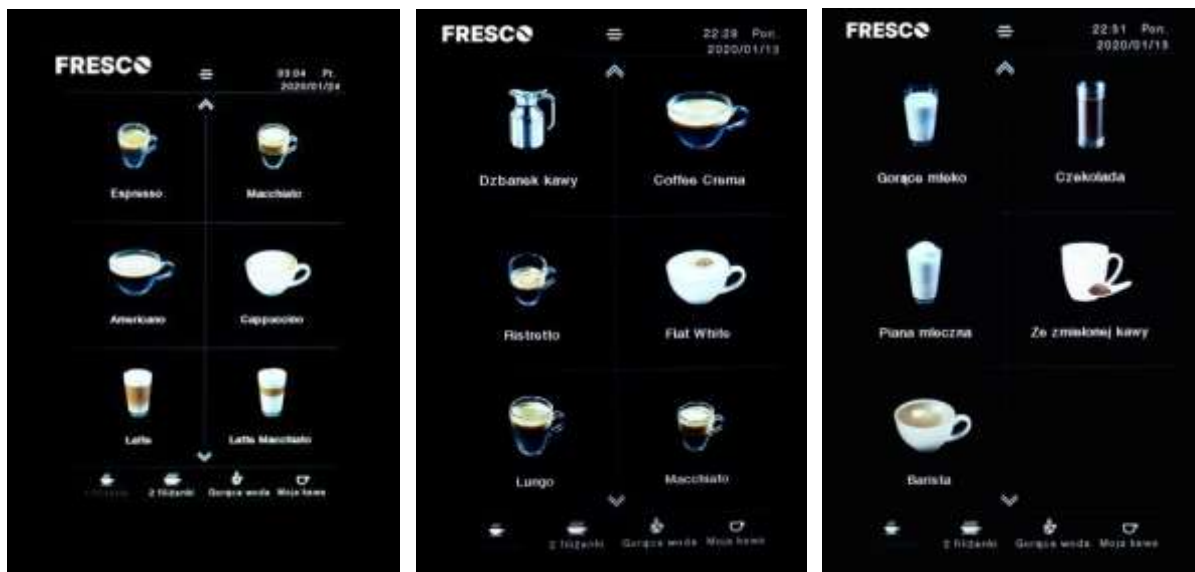 FRESCO
Pt.
2020/01/24
Espresso
Macchiato
Americano
Cappuccino
Latte
Latte Macchiato
2 filiżanki
Gorąca woda
Moja kawa
FRESCO
22:28 Pon.
2020/01/13
Dzbanek kawy
Coffee Crema
Ristretto
Flat White
Lungo
Macchiato
2 filiżanki
Gorąca woda
Moja kawa
FRESCO
22:31 Pon.
2020/01/13
Gorące mleko
Czekolada
Piana mleczna
Ze zmielonej kawy
Barista
2 filiżanki
Gorąca woda
Moja kawa